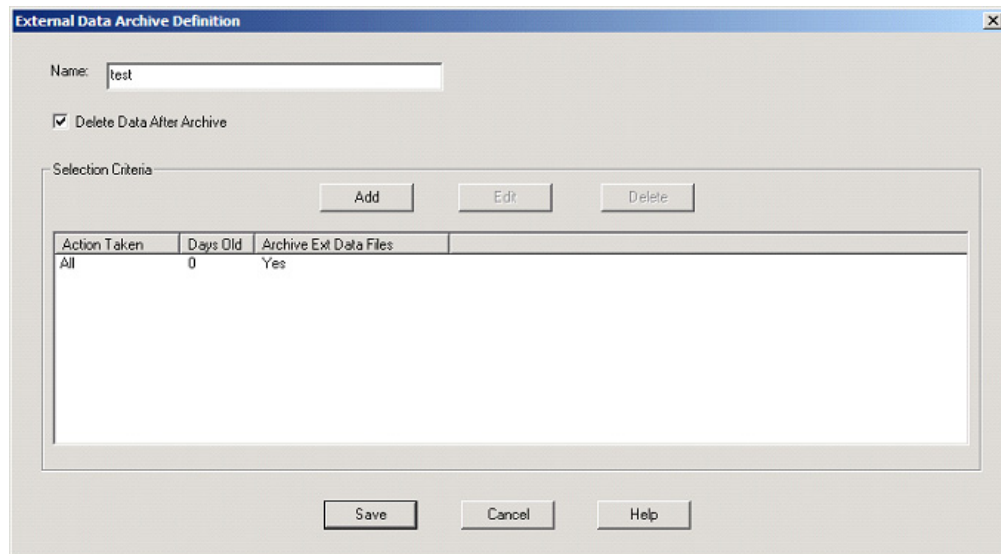 External Data Archive Definition
Name: test
Delete Data After Archive
Selection Criteria
Add Edit Delete
Action Taken Days Old Archive Ext Data Files
All 0 Yes
Save Cancel Help